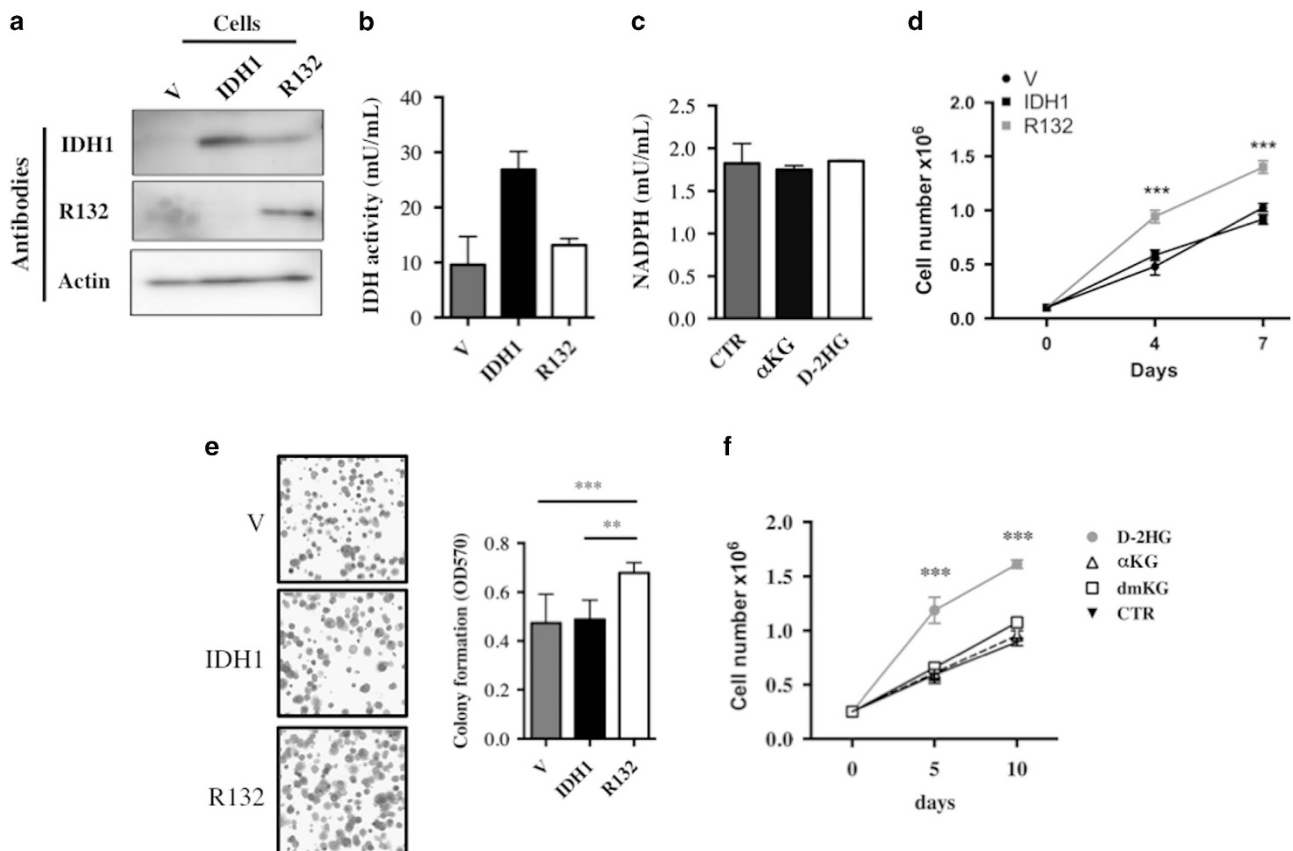 a
Cells
V IDH1 R132
Antibodies
IDH1
R132
Actin
b
IDH activity (mU/mL)
40
30
20
10
0
V IDH1 R132
c
NADPH (mU/mL)
2.5
2.0
1.5
1.0
0.5
0.0
CTR αKG D-2HG
d
V
IDH1
R132
Cell number x10⁶
2.0
1.5
1.0
0.5
0.0
***
***
0 4 7
Days
e
V
IDH1
R132
Colony formation (OD570)
***
**
0.8
0.6
0.4
0.2
0.0
V IDH1 R132
f
Cell number x10⁶
2.0
1.5
1.0
0.5
0.0
***
***
D-2HG
αKG
dmKG
CTR
0 5 10
days